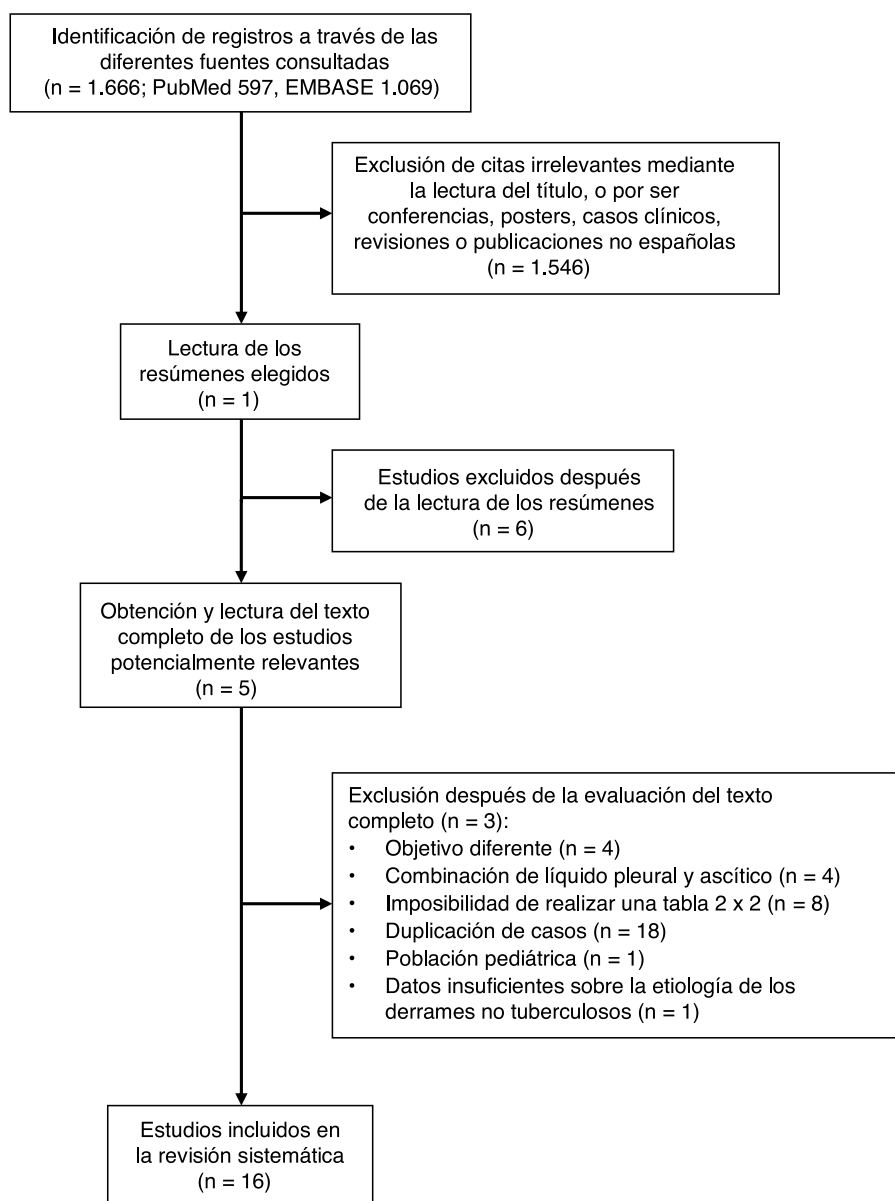 Identificación de registros a través de las
diferentes fuentes consultadas
(n = 1.666; PubMed 597, EMBASE 1.069)
Exclusión de citas irrelevantes mediante
la lectura del título, o por ser
conferencias, posters, casos clínicos,
revisiones o publicaciones no españolas
(n = 1.546)
Lectura de los
resúmenes elegidos
(n = 1)
Estudios excluidos después
de la lectura de los resúmenes
(n = 6)
Obtención y lectura del texto
completo de los estudios
potencialmente relevantes
(n = 5)
Exclusión después de la evaluación del texto
completo (n = 3):
• Objetivo diferente (n = 4)
• Combinación de líquido pleural y ascítico (n = 4)
• Imposibilidad de realizar una tabla 2 x 2 (n = 8)
• Duplicación de casos (n = 18)
• Población pediátrica (n = 1)
• Datos insuficientes sobre la etiología de los
derrames no tuberculosos (n = 1)
Estudios incluidos en
la revisión sistemática
(n = 16)